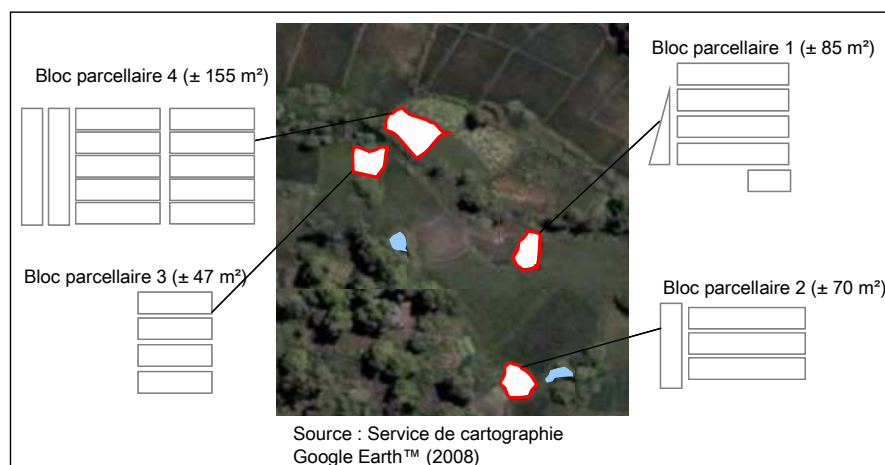 Bloc parcellaire 4 (± 155 m²)
Bloc parcellaire 1 (± 85 m²)
Bloc parcellaire 3 (± 47 m²)
Bloc parcellaire 2 (± 70 m²)
Source : Service de cartographie
Google Earth™ (2008)